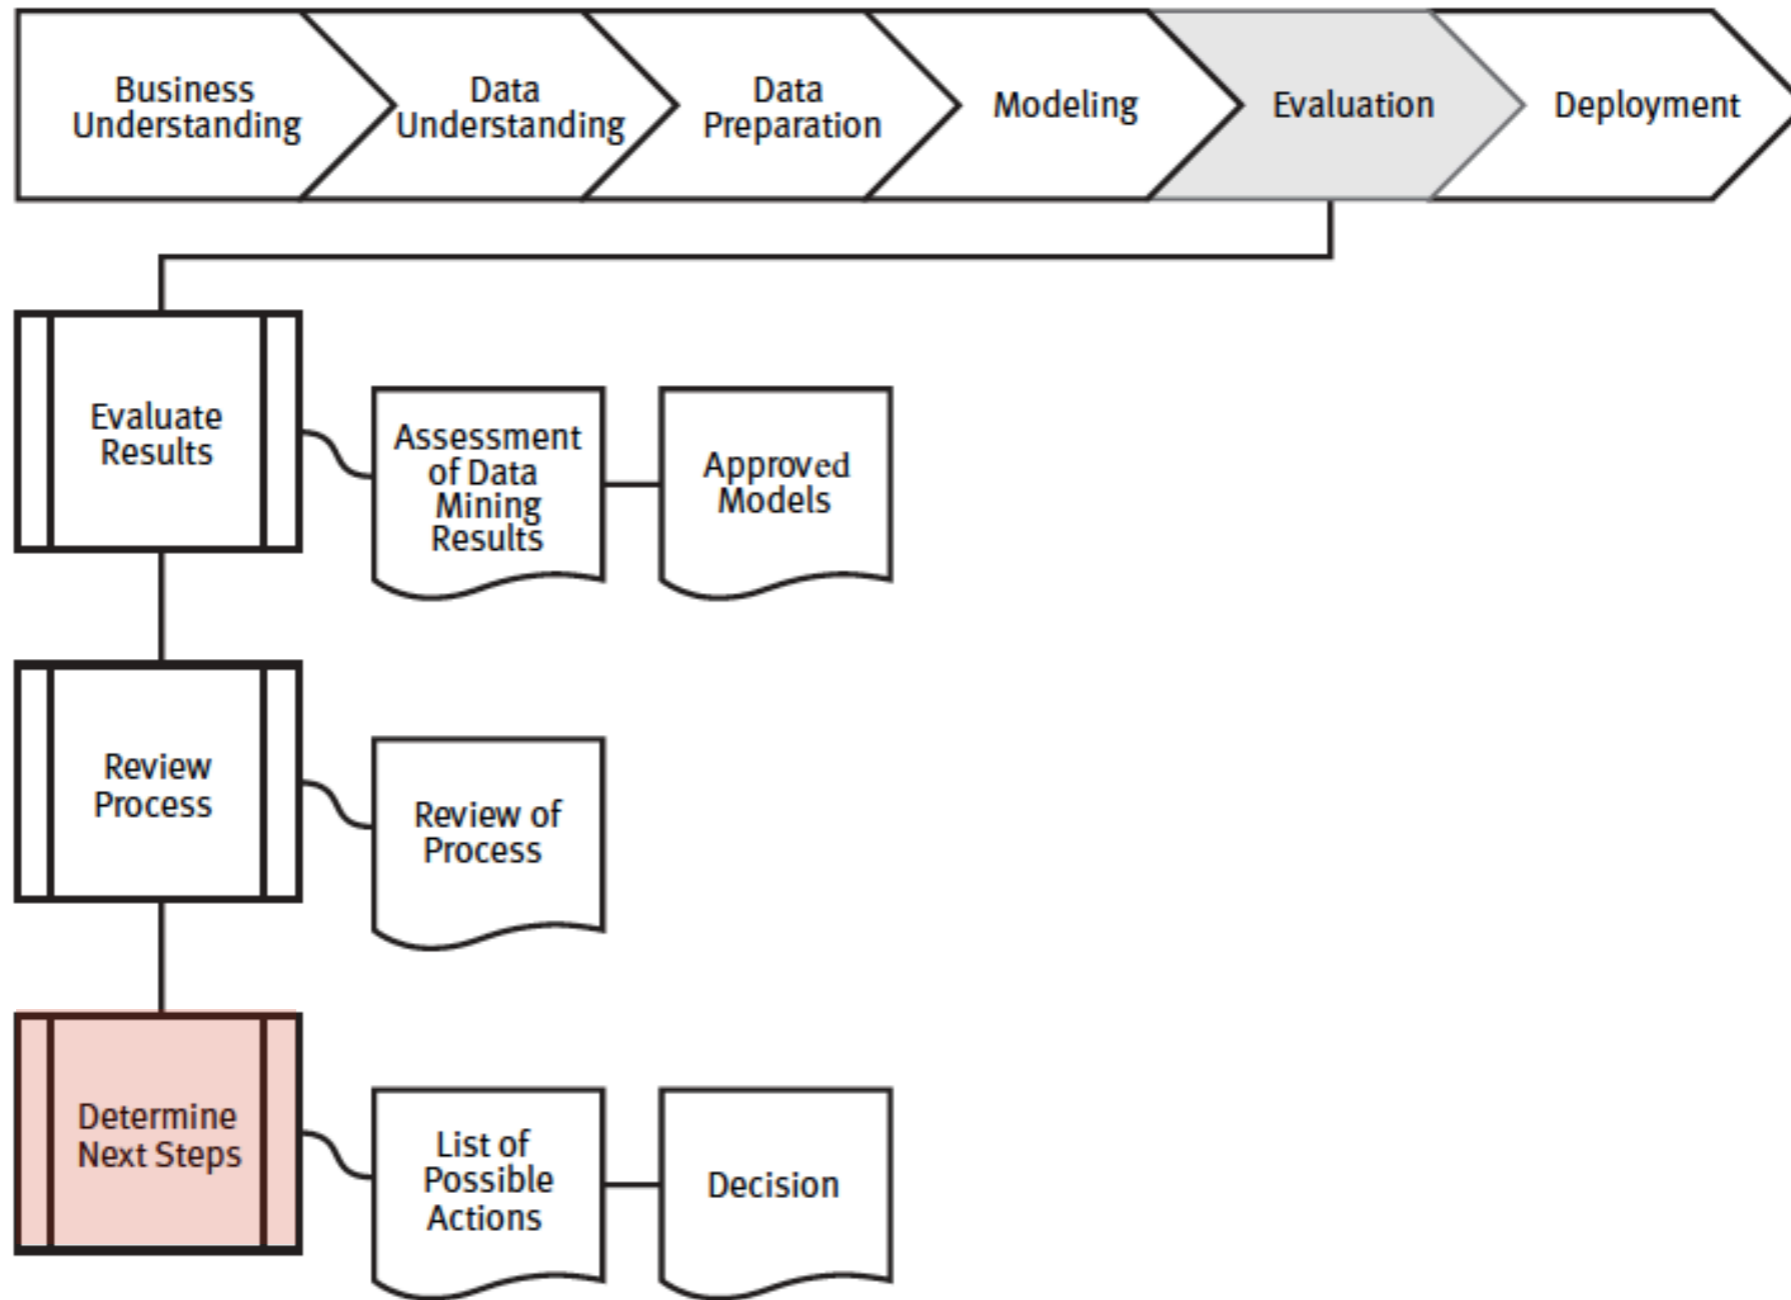 Business
Understanding
Data
Understanding
Data
Preparation
Modeling
Evaluation
Deployment
Evaluate
Results
Assessment
of Data
Mining
Results
Approved
Models
Review
Process
Review of
Process
Determine
Next Steps
List of
Possible
Actions
Decision